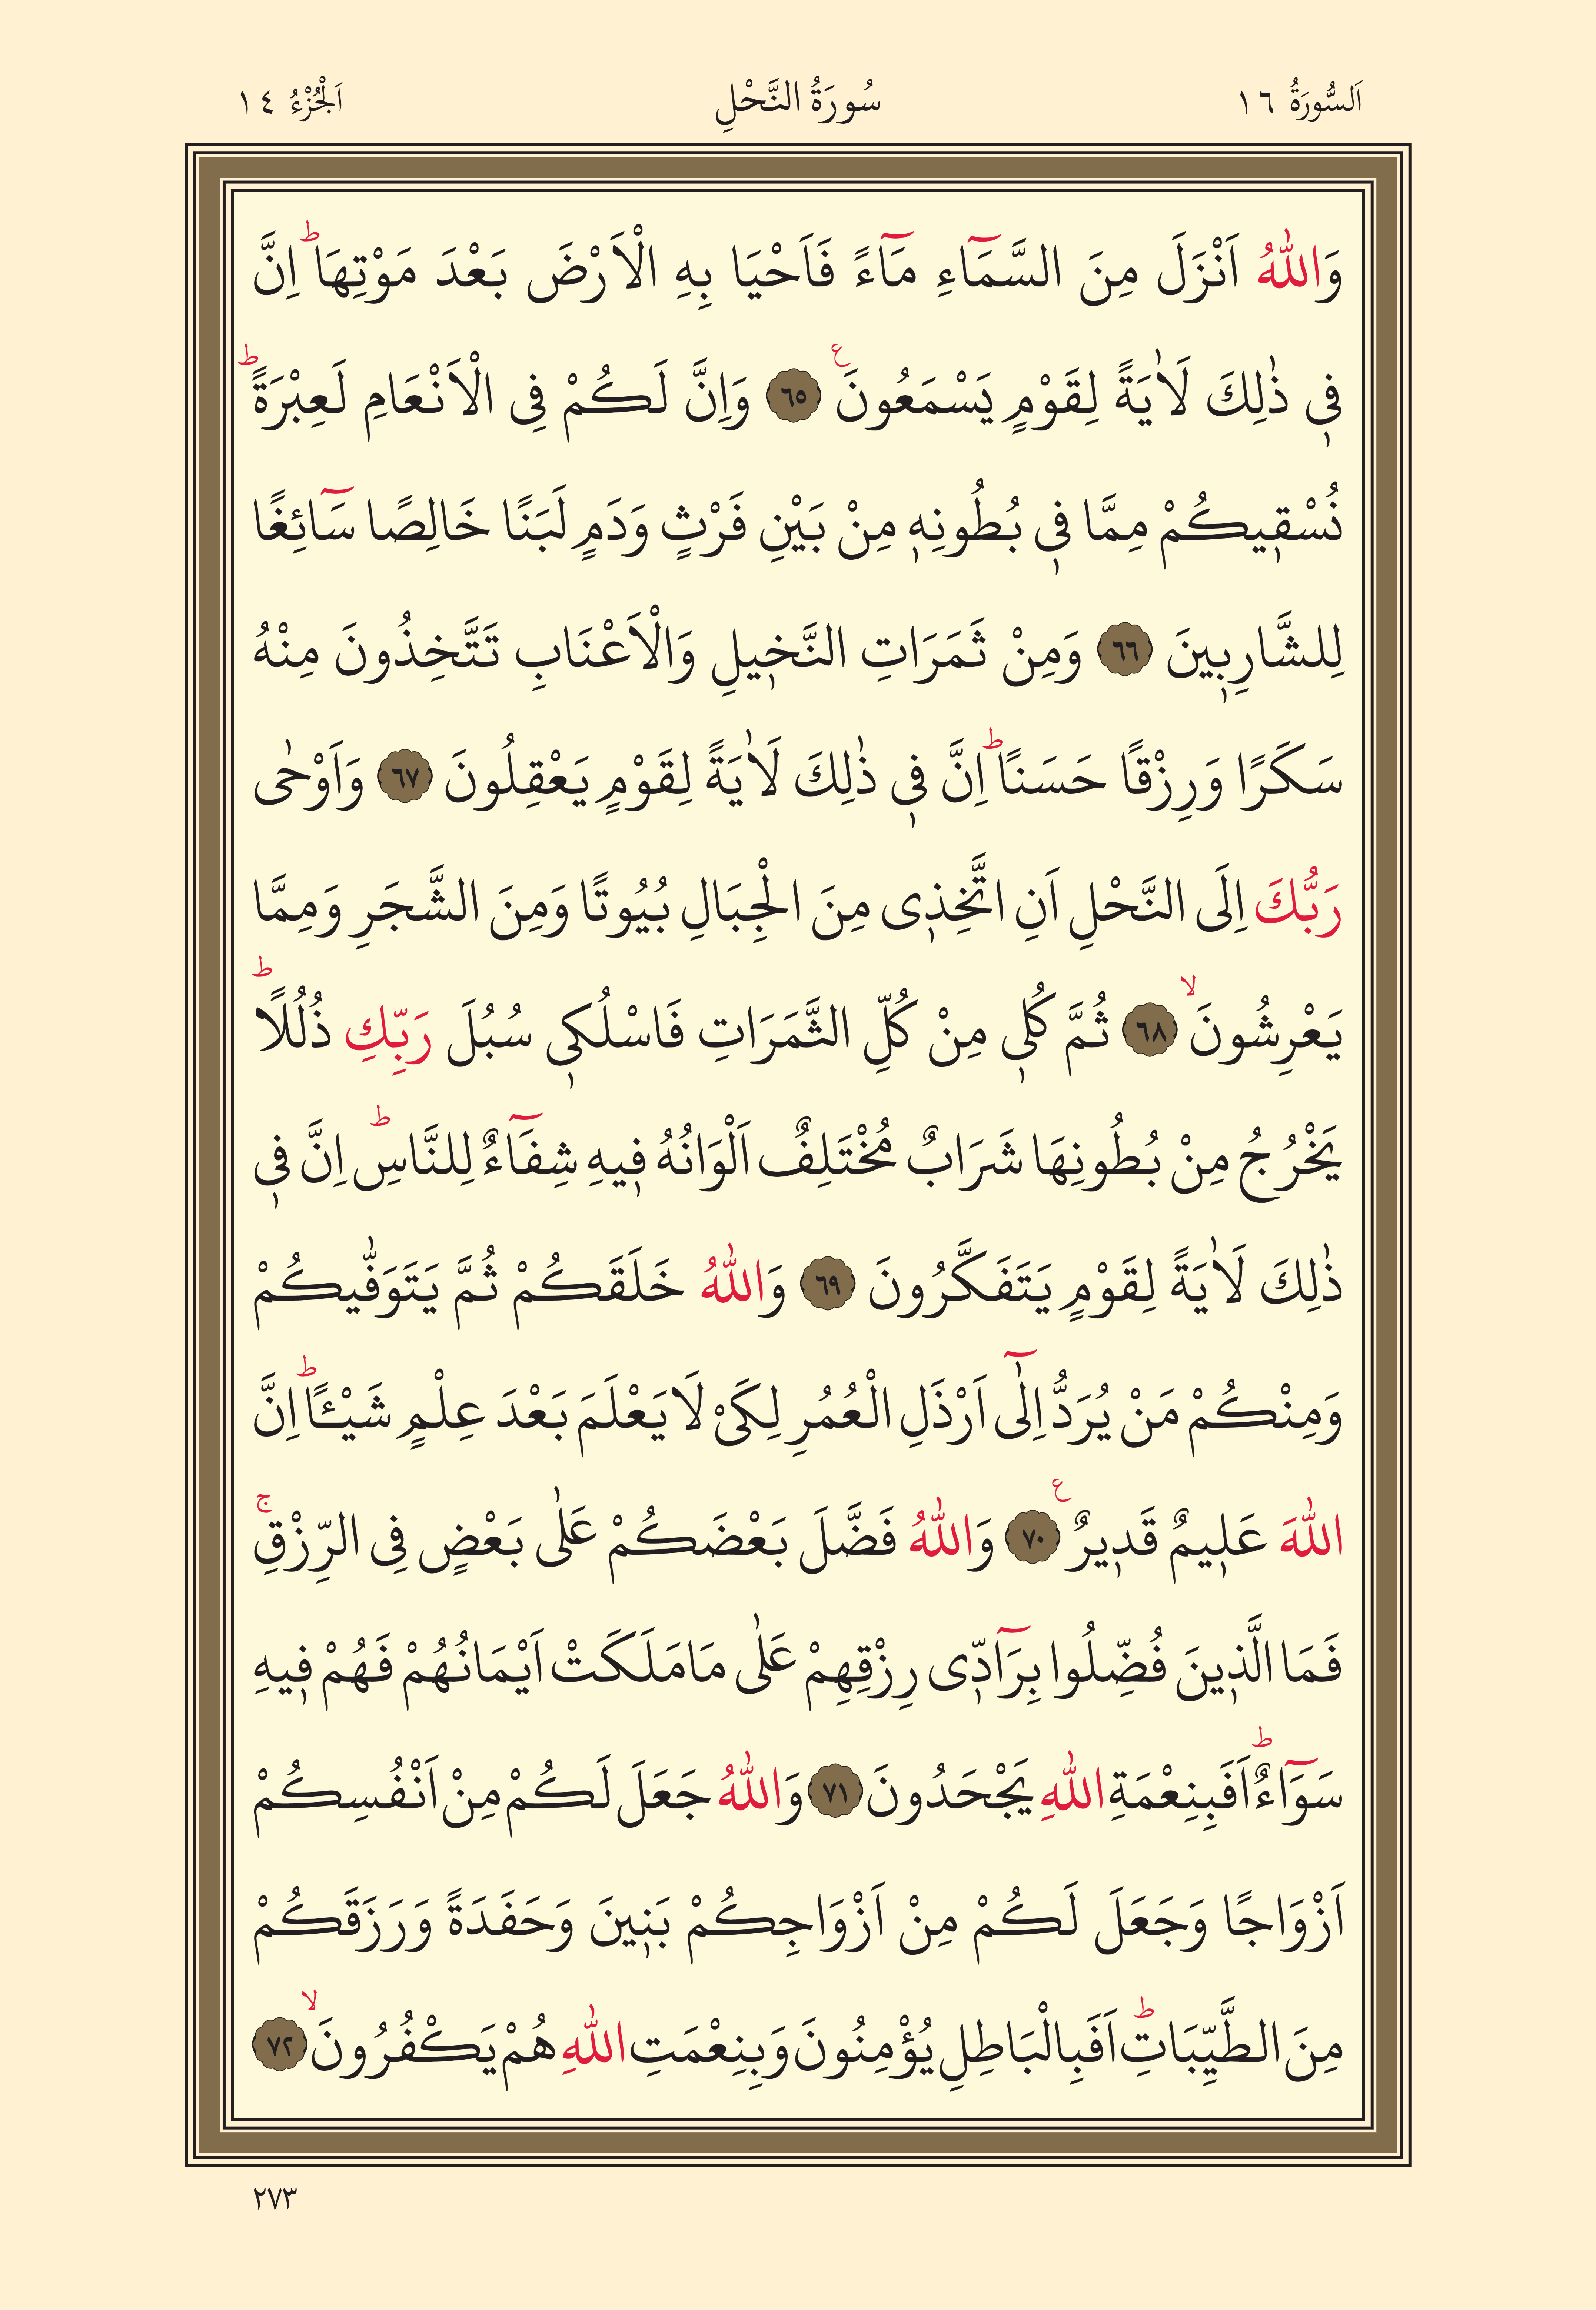 اَلسُّورَةُ ١٦ سُورَةُ النَّحْلِ اَلْجُزْءُ ١٤
وَاللّٰهُ اَنْزَلَ مِنَ السَّمَٓاءِ مَٓاءً فَاَحْيَا بِهِ الْاَرْضَ بَعْدَ مَوْتِهَاۜ اِنَّ
ف۪ي ذٰلِكَ لَاٰيَةً لِقَوْمٍ يَسْمَعُونَ۟ ﴿٦٥﴾ وَاِنَّ لَكُمْ فِي الْاَنْعَامِ لَعِبْرَةًۜ
نُسْق۪يكُمْ مِمَّا ف۪ي بُطُونِه۪ مِنْ بَيْنِ فَرْثٍ وَدَمٍ لَبَنًا خَالِصًا سَٓائِغًا
لِلشَّارِب۪ينَ ﴿٦٦﴾ وَمِنْ ثَمَرَاتِ النَّخ۪يلِ وَالْاَعْنَابِ تَتَّخِذُونَ مِنْهُ
سَكَرًا وَرِزْقًا حَسَنًاۜ اِنَّ ف۪ي ذٰلِكَ لَاٰيَةً لِقَوْمٍ يَعْقِلُونَ ﴿٦٧﴾ وَاَوْحٰى
رَبُّكَ اِلَى النَّحْلِ اَنِ اتَّخِذ۪ي مِنَ الْجِبَالِ بُيُوتًا وَمِنَ الشَّجَرِ وَمِمَّا
يَعْرِشُونَۙ ﴿٦٨﴾ ثُمَّ كُل۪ي مِنْ كُلِّ الثَّمَرَاتِ فَاسْلُك۪ي سُبُلَ رَبِّكِ ذُلُلًاۜ
يَخْرُجُ مِنْ بُطُونِهَا شَرَابٌ مُخْتَلِفٌ اَلْوَانُهُ ف۪يهِ شِفَٓاءٌ لِلنَّاسِۜ اِنَّ ف۪ي
ذٰلِكَ لَاٰيَةً لِقَوْمٍ يَتَفَكَّرُونَ ﴿٦٩﴾ وَاللّٰهُ خَلَقَكُمْ ثُمَّ يَتَوَفّٰيكُمْ
وَمِنْكُمْ مَنْ يُرَدُّ اِلٰٓى اَرْذَلِ الْعُمُرِ لِكَيْ لَا يَعْلَمَ بَعْدَ عِلْمٍ شَيْـًٔاۜ اِنَّ
اللّٰهَ عَل۪يمٌ قَد۪يرٌ۟ ﴿٧٠﴾ وَاللّٰهُ فَضَّلَ بَعْضَكُمْ عَلٰى بَعْضٍ فِي الرِّزْقِۚ
فَمَا الَّذ۪ينَ فُضِّلُوا بِرَٓادّ۪ي رِزْقِهِمْ عَلٰى مَا مَلَكَتْ اَيْمَانُهُمْ فَهُمْ ف۪يهِ
سَوَٓاءٌۜ اَفَبِنِعْمَةِ اللّٰهِ يَجْحَدُونَ ﴿٧١﴾ وَاللّٰهُ جَعَلَ لَكُمْ مِنْ اَنْفُسِكُمْ
اَزْوَاجًا وَجَعَلَ لَكُمْ مِنْ اَزْوَاجِكُمْ بَن۪ينَ وَحَفَدَةً وَرَزَقَكُمْ
مِنَ الطَّيِّبَاتِۜ اَفَبِالْبَاطِلِ يُؤْمِنُونَ وَبِنِعْمَتِ اللّٰهِ هُمْ يَكْفُرُونَۙ ﴿٧٢﴾
٢٧٣